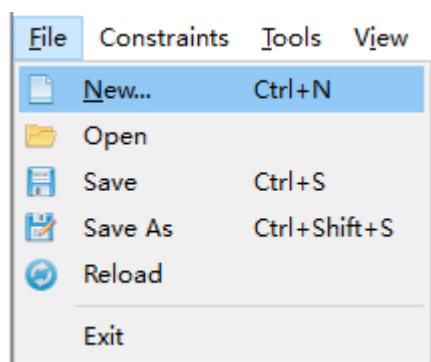 File Constraints Tools View
New... Ctrl+N
Open
Save Ctrl+S
Save As Ctrl+Shift+S
Reload
Exit